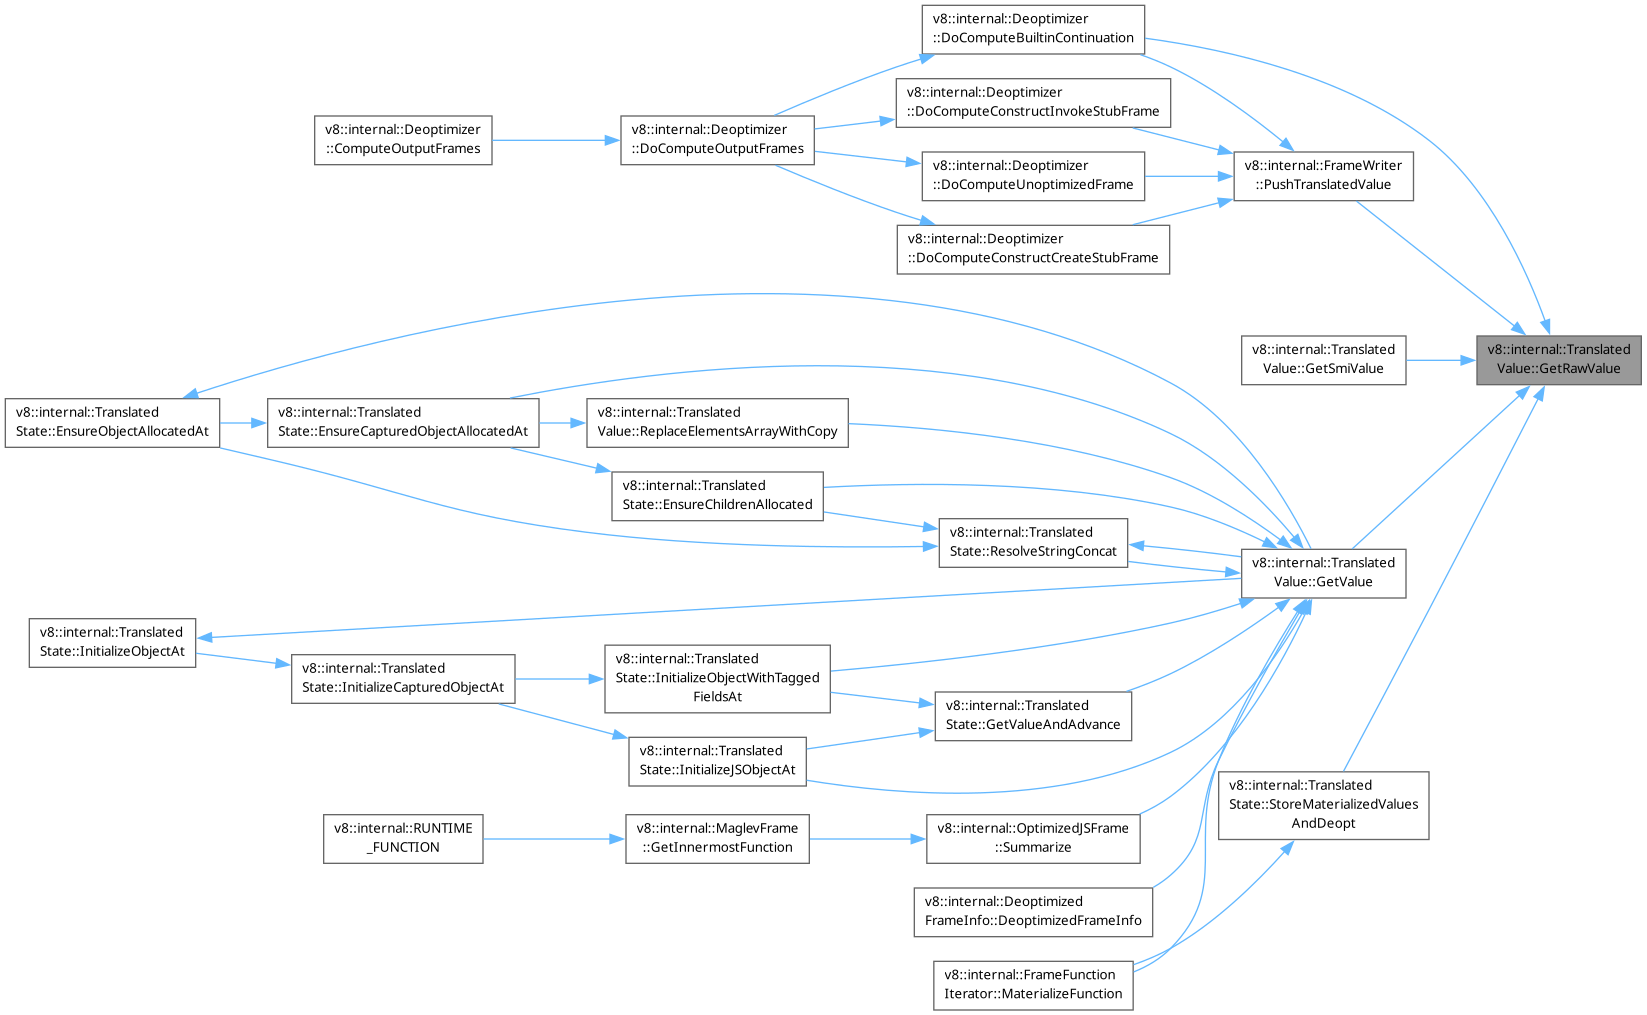 v8::internal::Deoptimizer
::DoComputeBuiltinContinuation
v8::internal::Deoptimizer
::DoComputeConstructInvokeStubFrame
v8::internal::Deoptimizer
::ComputeOutputFrames
v8::internal::Deoptimizer
::DoComputeOutputFrames
v8::internal::Deoptimizer
::DoComputeUnoptimizedFrame
v8::internal::FrameWriter
::PushTranslatedValue
v8::internal::Deoptimizer
::DoComputeConstructCreateStubFrame
v8::internal::Translated
Value::GetSmiValue
v8::internal::Translated
Value::GetRawValue
v8::internal::Translated
State::EnsureObjectAllocatedAt
v8::internal::Translated
State::EnsureCapturedObjectAllocatedAt
v8::internal::Translated
Value::ReplaceElementsArrayWithCopy
v8::internal::Translated
State::EnsureChildrenAllocated
v8::internal::Translated
State::ResolveStringConcat
v8::internal::Translated
Value::GetValue
v8::internal::Translated
State::InitializeObjectAt
v8::internal::Translated
State::InitializeCapturedObjectAt
v8::internal::Translated
State::InitializeObjectWithTagged
FieldsAt
v8::internal::Translated
State::GetValueAndAdvance
v8::internal::Translated
State::InitializeJSObjectAt
v8::internal::Translated
State::StoreMaterializedValues
AndDeopt
v8::internal::RUNTIME
_FUNCTION
v8::internal::MaglevFrame
::GetInnermostFunction
v8::internal::OptimizedJSFrame
::Summarize
v8::internal::Deoptimized
FrameInfo::DeoptimizedFrameInfo
v8::internal::FrameFunction
Iterator::MaterializeFunction